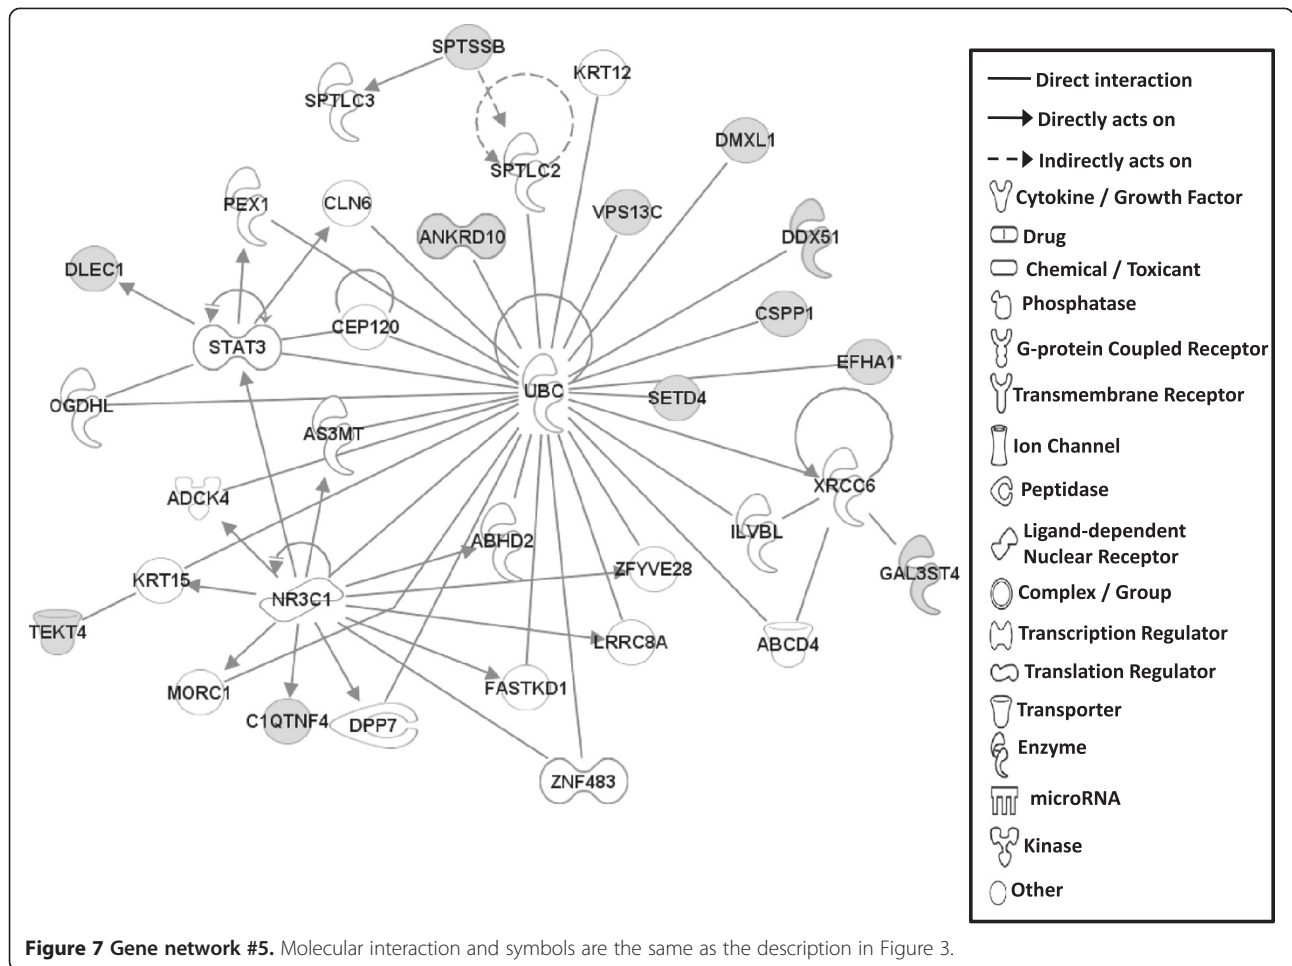 SPTSSB
KRT12
SPTLC3
DMXL1
SPTLC2
PEX1
CLN6
VPS13C
ANKRD10
DDX51
DLEC1
CSPP1
CEP120
STAT3
EFHA1*
UBC
SETD4
OGDHL
AS3MT
XRCC6
ADCK4
ILVBL
ABHD2
ZFYVE28
GAL3ST4
KRT15
NR3C1
TEKT4
LRRC8A
ABCD4
MORC1
FASTKD1
C1QTNF4
DPP7
ZNF483
Direct interaction
Directly acts on
Indirectly acts on
Cytokine / Growth Factor
Drug
Chemical / Toxicant
Phosphatase
G-protein Coupled Receptor
Transmembrane Receptor
Ion Channel
Peptidase
Ligand-dependent
Nuclear Receptor
Complex / Group
Transcription Regulator
Translation Regulator
Transporter
Enzyme
microRNA
Kinase
Other
Figure 7 Gene network #5. Molecular interaction and symbols are the same as the description in Figure 3.